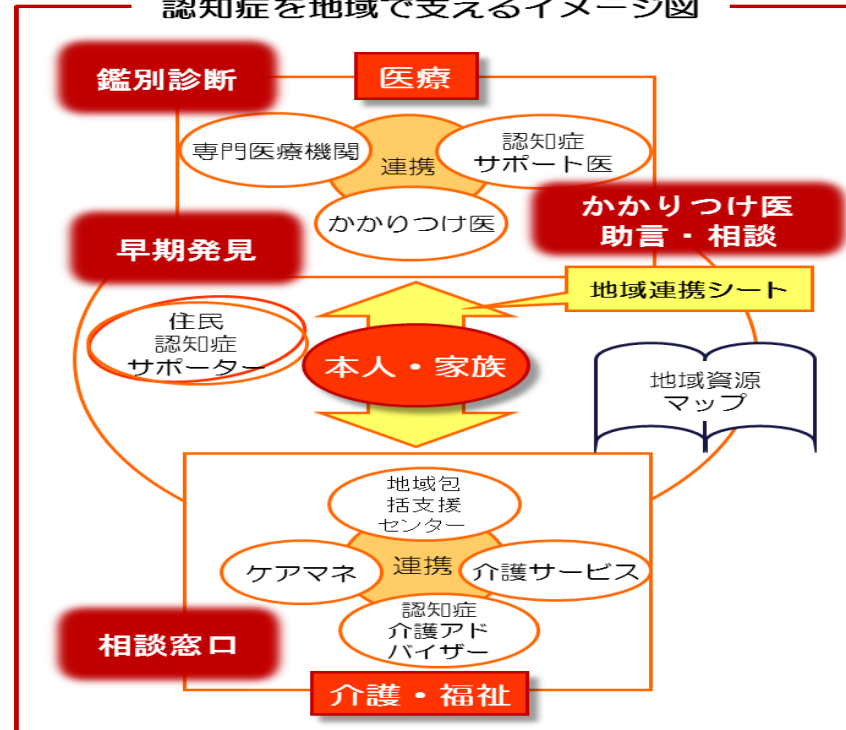 認知症を地域で支えるイメージ図
鑑別診断
医療
専門医療機関
連携
認知症
サポート医
かかりつけ医
かかりつけ医
助言・相談
早期発見
地域連携シート
住民
認知症
サポーター
本人・家族
地域資源
マップ
地域包
括支援
センター
ケアマネ
連携
介護サービス
認知症
介護アド
バイザー
相談窓口
介護・福祉